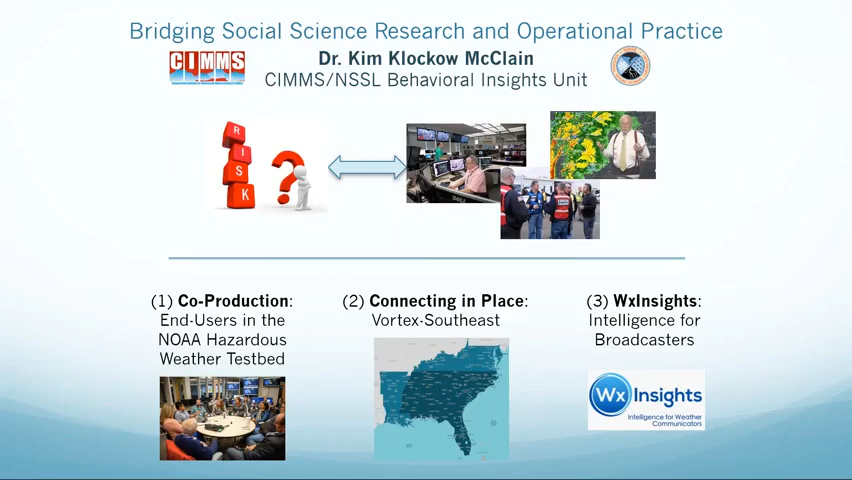 Bridging Social Science Research and Operational Practice
Dr. Kim Klockow McClain
CIMMS
CIMMS/NSSL Behavioral Insights Unit
RISK
?
(1) Co-Production:
End-Users in the
NOAA Hazardous
Weather Testbed
(2) Connecting in Place:
Vortex-Southeast
(3) WxInsights:
Intelligence for
Broadcasters
WxInsights
Intelligence for Weather
Communicators